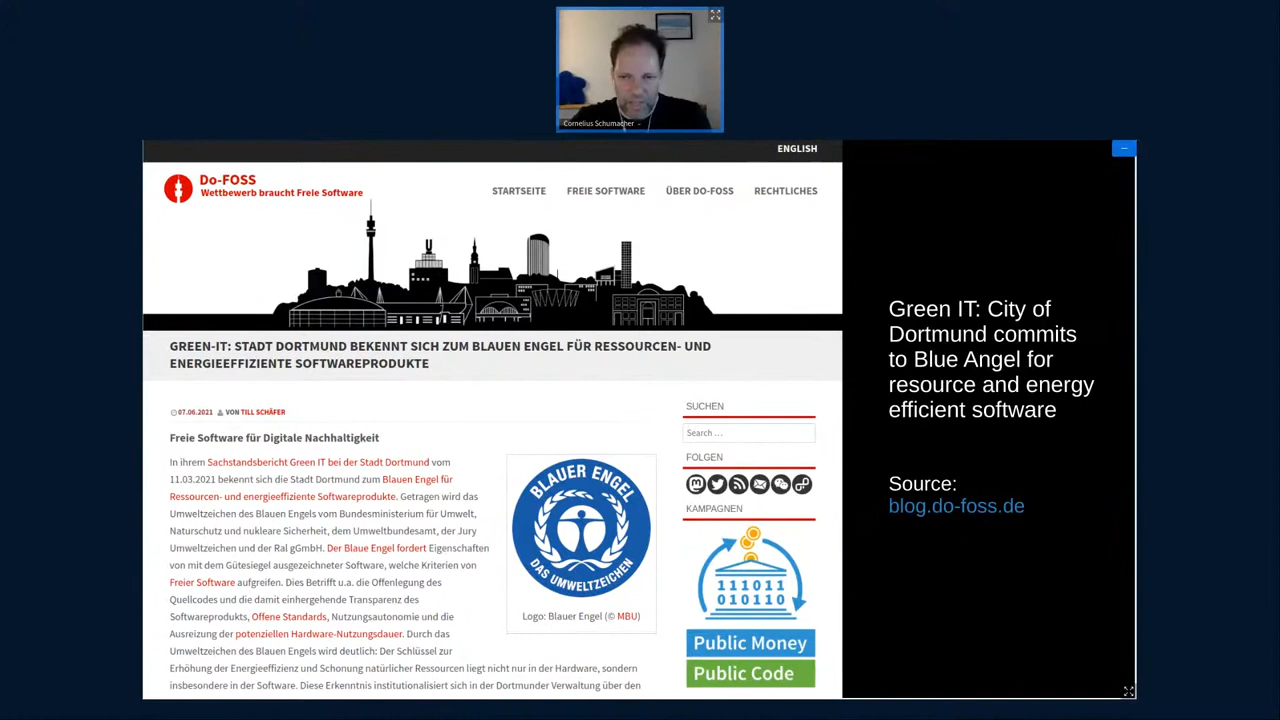 Cornelius Schumacher
ENGLISH
Do-FOSS
Wettbewerb braucht Freie Software
STARTSEITE FREIE SOFTWARE ÜBER DO-FOSS RECHTLICHES
GREEN-IT: STADT DORTMUND BEKENNT SICH ZUM BLAUEN ENGEL FÜR RESSOURCEN- UND
ENERGIEEFFIZIENTE SOFTWAREPRODUKTE
07.06.2021 VON TILL SCHÄFER
Freie Software für Digitale Nachhaltigkeit
In ihrem Sachstandsbericht Green IT bei der Stadt Dortmund vom
11.03.2021 bekennt sich die Stadt Dortmund zum Blauen Engel für
Ressourcen- und energieeffiziente Softwareprodukte. Getragen wird das
Umweltzeichen des Blauen Engels vom Bundesministerium für Umwelt,
Naturschutz und nukleare Sicherheit, dem Umweltbundesamt, der Jury
Umweltzeichen und der Ral gGmbH. Der Blaue Engel fordert Eigenschaften
von mit dem Gütesiegel ausgezeichneter Software, welche Kriterien von
Freier Software aufgreifen. Dies Betrifft u.a. die Offenlegung des
Quellcodes und die damit einhergehende Transparenz des
Softwareprodukts, Offene Standards, Nutzungsautonomie und die
Ausreizung der potenziellen Hardware-Nutzungsdauer. Durch das
Umweltzeichen des Blauen Engels wird deutlich: Der Schlüssel zur
Erhöhung der Energieeffizienz und Schonung natürlicher Ressourcen liegt nicht nur in der Hardware, sondern
insbesondere in der Software. Diese Erkenntnis institutionalisiert sich in der Dortmunder Verwaltung über den
BLAUER ENGEL
DAS UMWELTZEICHEN
Logo: Blauer Engel (© MBU)
SUCHEN
Search ...
FOLGEN
KAMPAGNEN
111011
010110
Public Money
Public Code
Green IT: City of
Dortmund commits
to Blue Angel for
resource and energy
efficient software
Source:
blog.do-foss.de